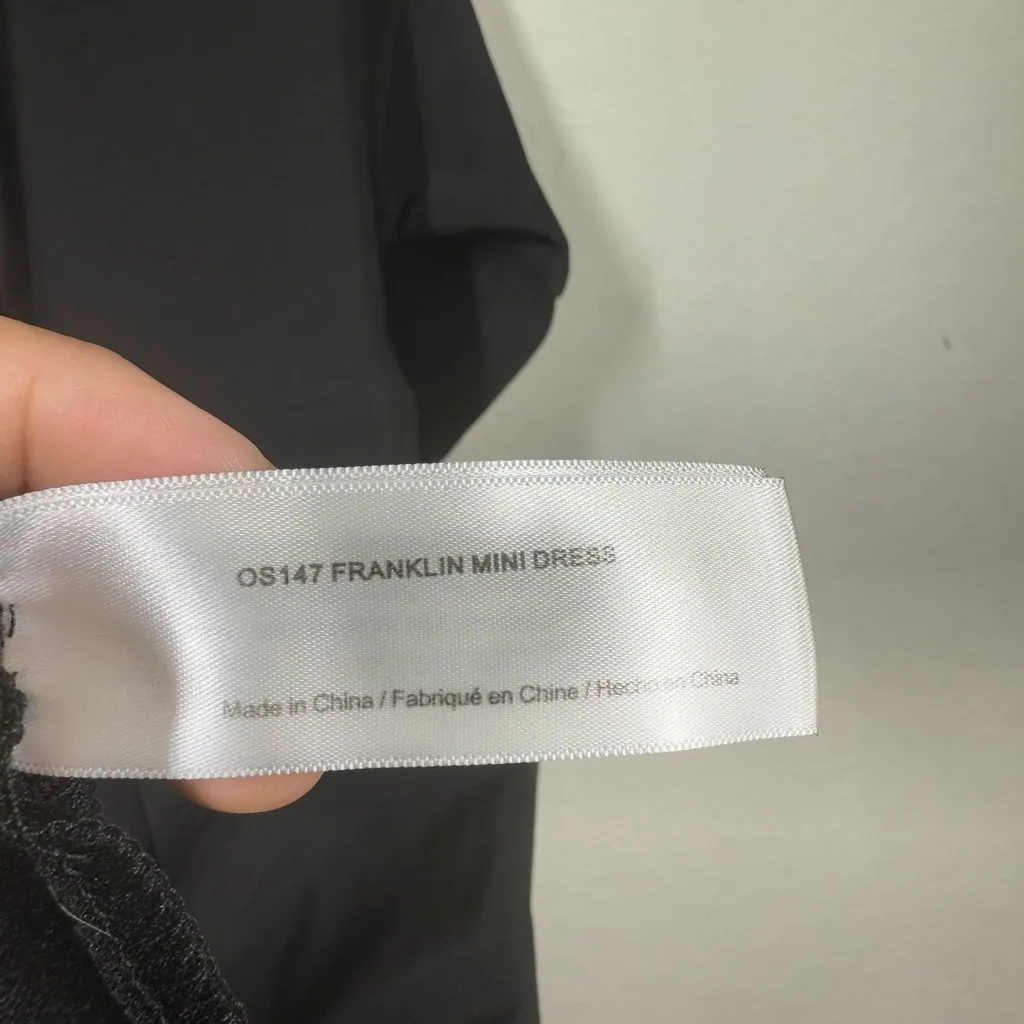 OS147 FRANKLIN MINI DRESS
Made in China / Fabriqué en Chine / Hecho en China